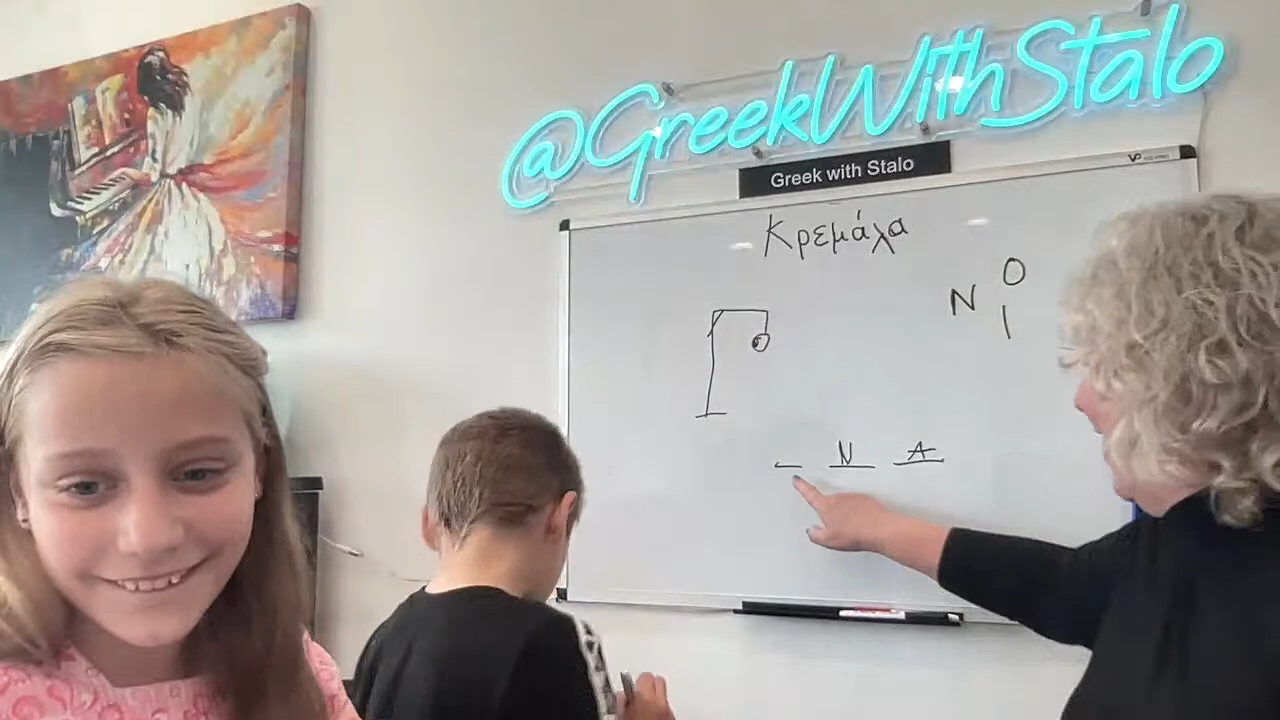 @GreekWithStalo
Greek with Stalo
Κρεμάλα
Ν Ο
Ι
_ Ν Α